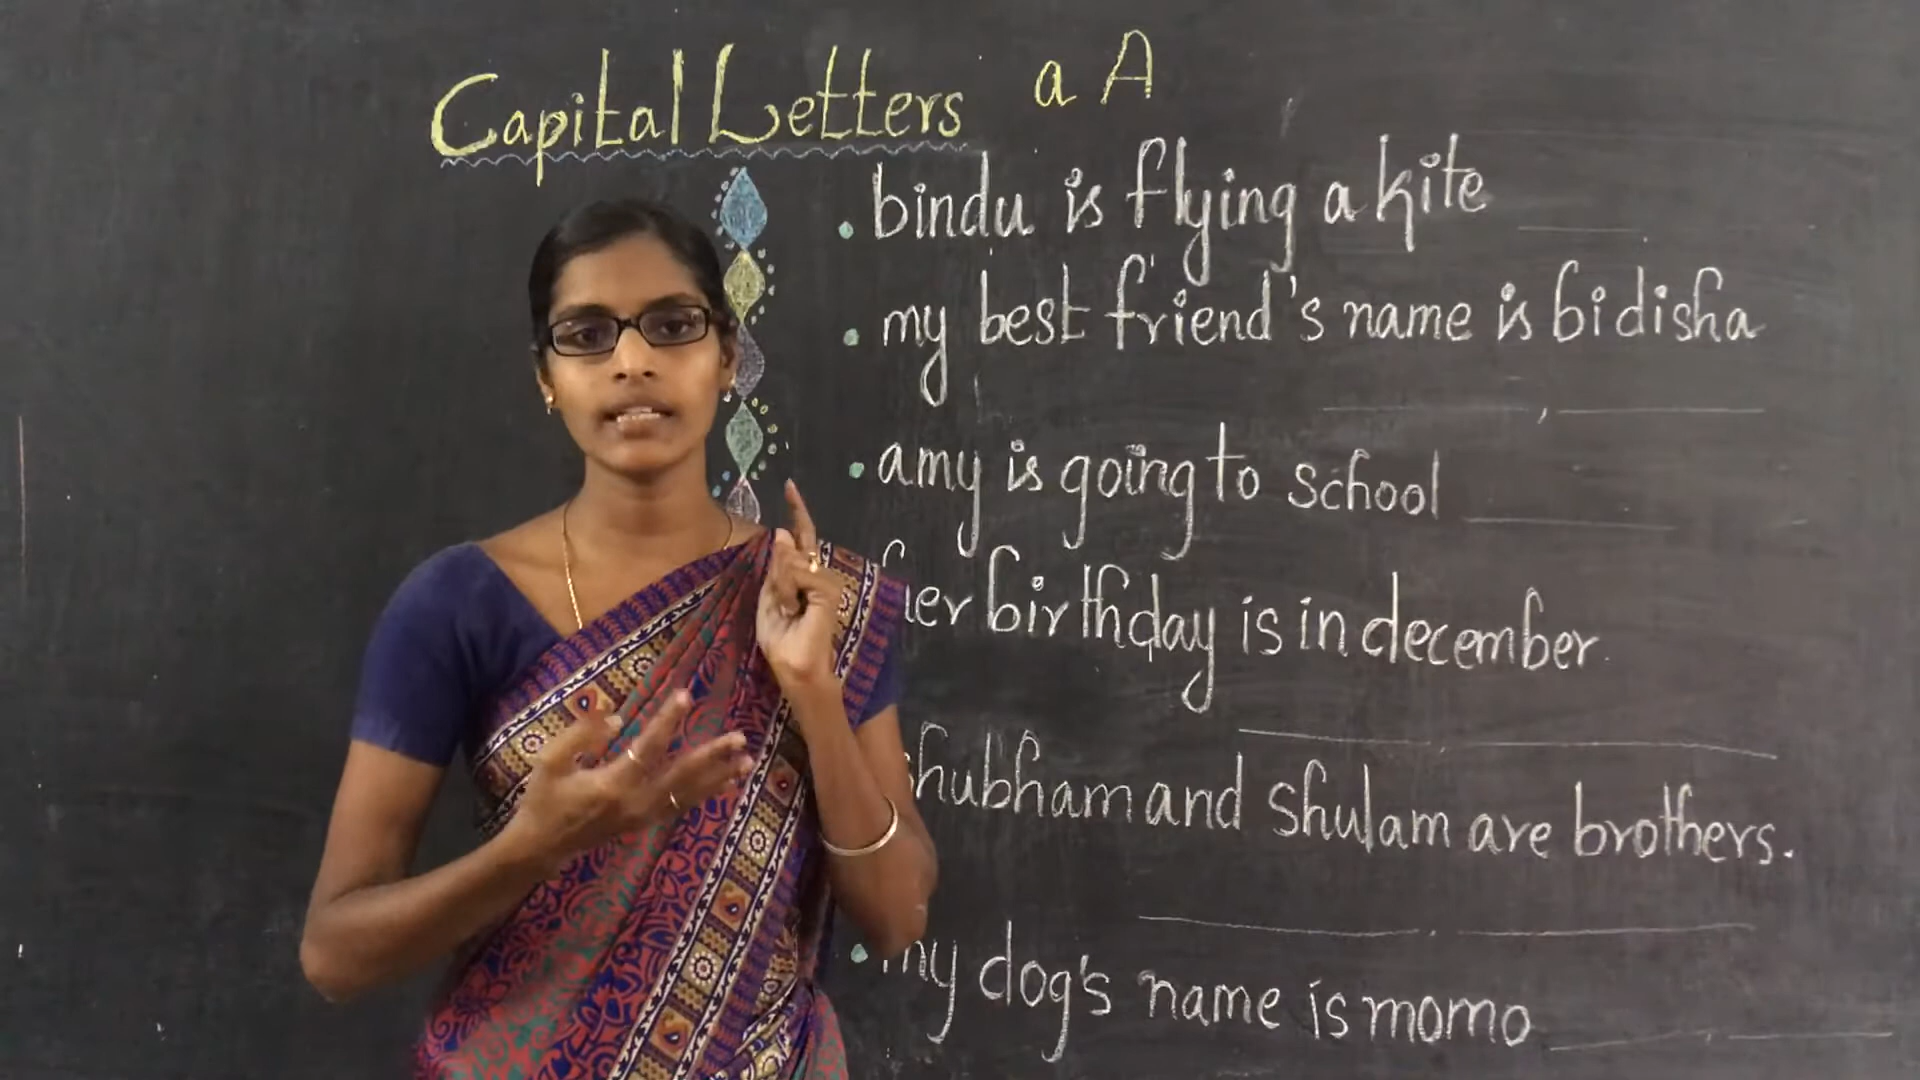 Capital Letters a A
bindu is flying a kite
my best friend's name is bidisha
amy is going to school
her birthday is in december.
shubham and shulam are brothers.
my dog's name is momo